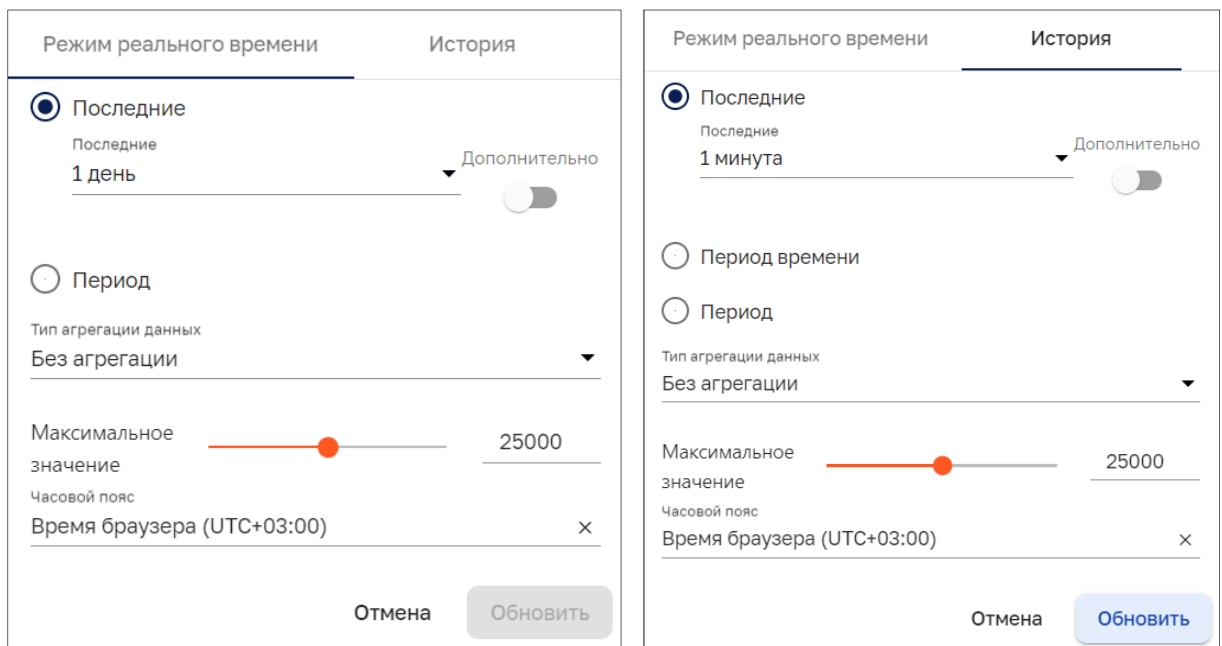 Режим реального времени История
Последние
Последние
1 день
Дополнительно
Период
Тип агрегации данных
Без агрегации
Максимальное
значение
25000
Часовой пояс
Время браузера (UTC+03:00) ×
Отмена Обновить
Режим реального времени История
Последние
Последние
1 минута
Дополнительно
Период времени
Период
Тип агрегации данных
Без агрегации
Максимальное
значение
25000
Часовой пояс
Время браузера (UTC+03:00) ×
Отмена Обновить